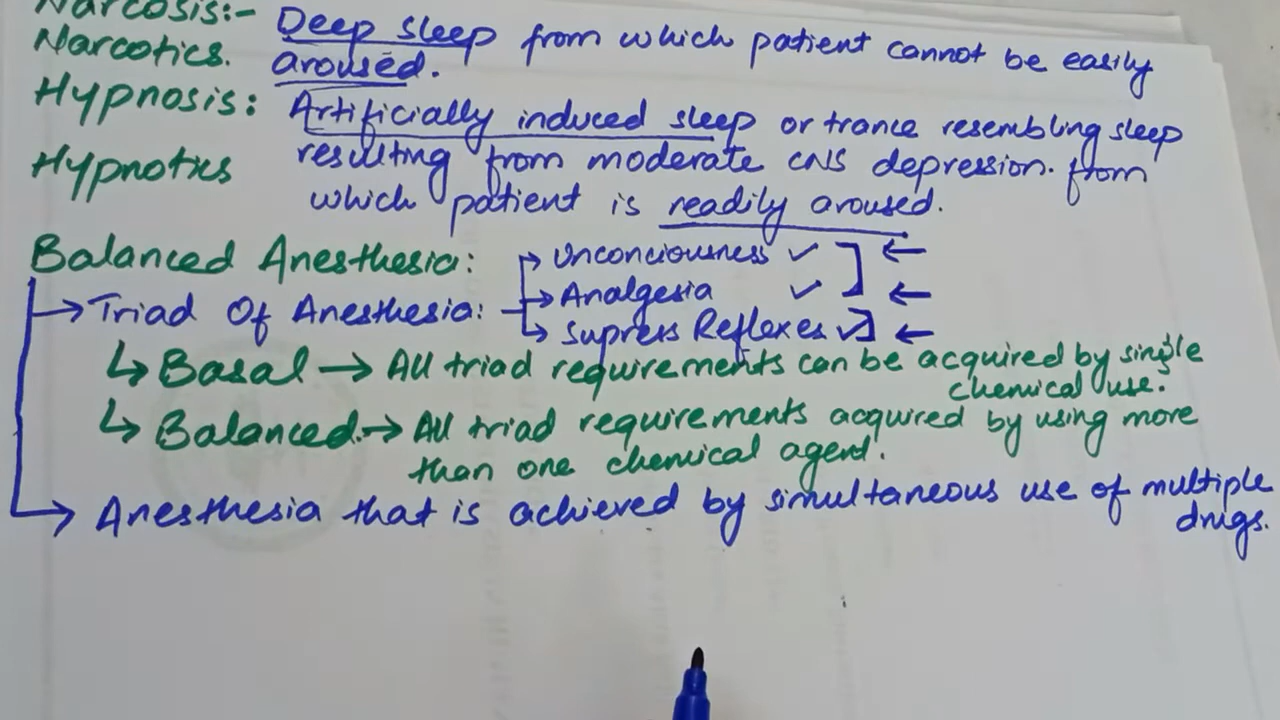 Narcosis:- Deep sleep from which patient cannot be easily
Narcotics. aroused.
Hypnosis: Artificially induced sleep or trance resembling sleep
Hypnotics resulting from moderate CNS depression. from
which patient is readily aroused.
Balanced Anesthesia: → Unconciousness ✓ ] ←
→ Triad Of Anesthesia: → Analgesia ✓ ←
→ Supress Reflexes ✓] ←
↳ Basal → All triad requirements can be acquired by single
chemical use.
↳ Balanced. → All triad requirements acquired by using more
than one chemical agent.
→ Anesthesia that is achieved by simultaneous use of multiple
drugs.